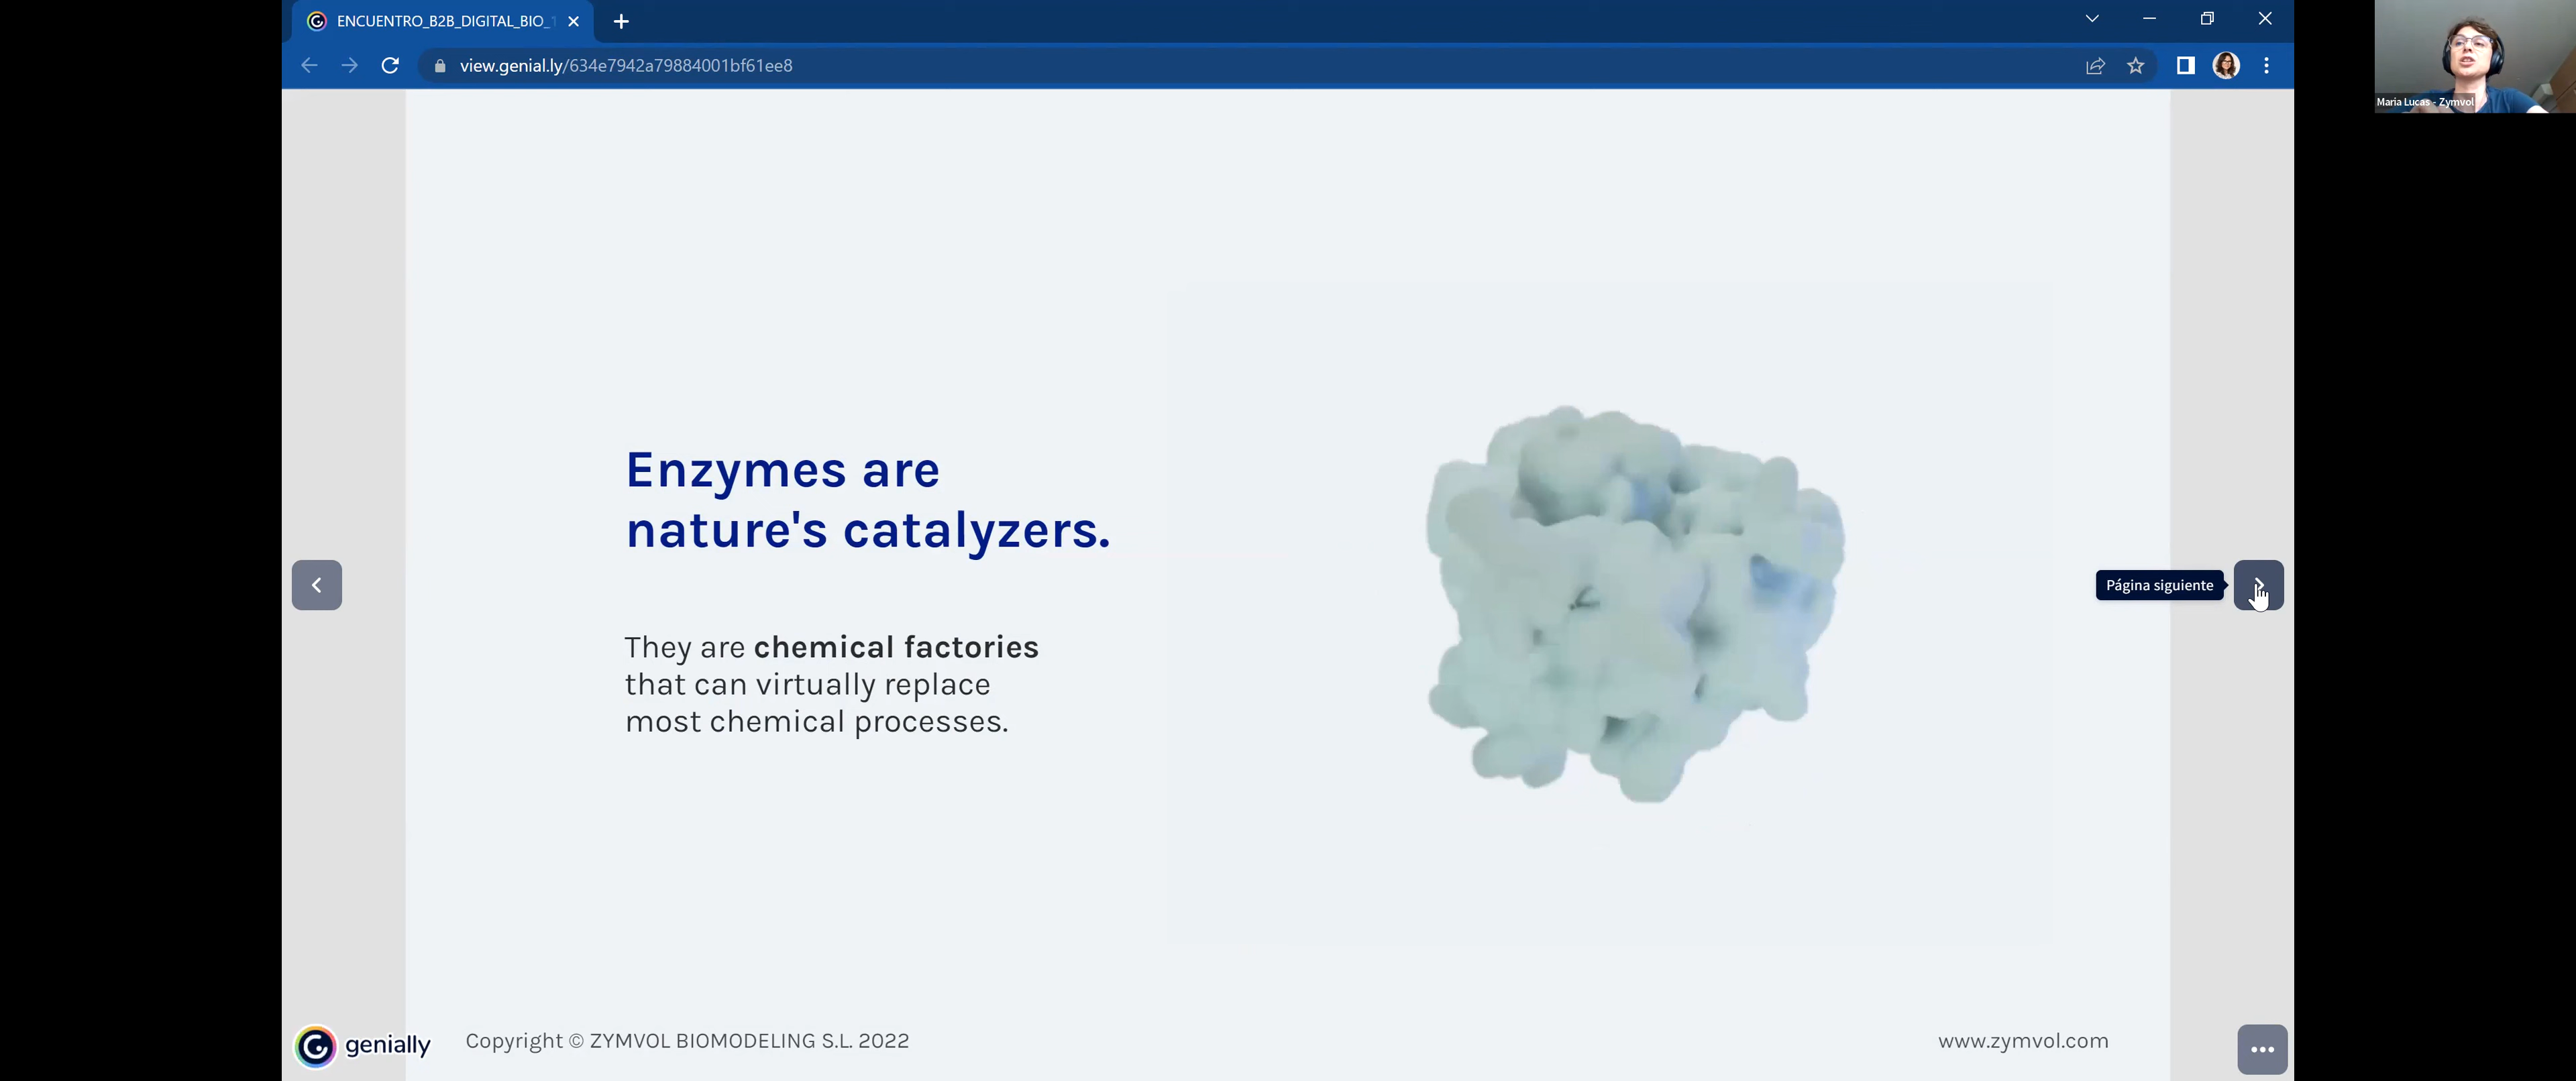 ENCUENTRO_B2B_DIGITAL_BIO_
view.genial.ly/634e7942a79884001bf61ee8
Maria Lucas - Zymvol
Enzymes are
nature's catalyzers.
They are chemical factories
that can virtually replace
most chemical processes.
Página siguiente
genially
Copyright © ZYMVOL BIOMODELING S.L. 2022
www.zymvol.com